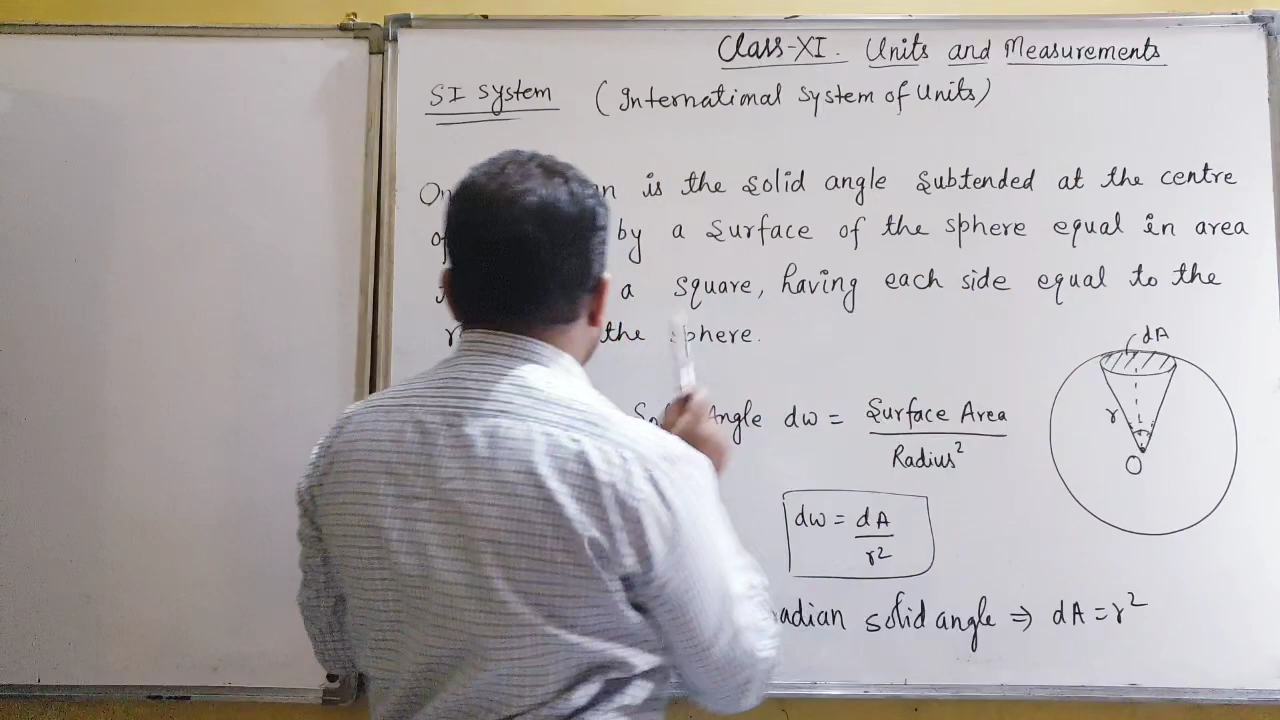 Class-XI. Units and Measurements
SI System (International System of Units)
is the solid angle subtended at the centre
by a surface of the sphere equal in area
a square, having each side equal to the
the sphere.
dA
Angle dw = Surface Area / Radius²
r
O
dw = dA / r²
solid angle ⇒ dA = r²